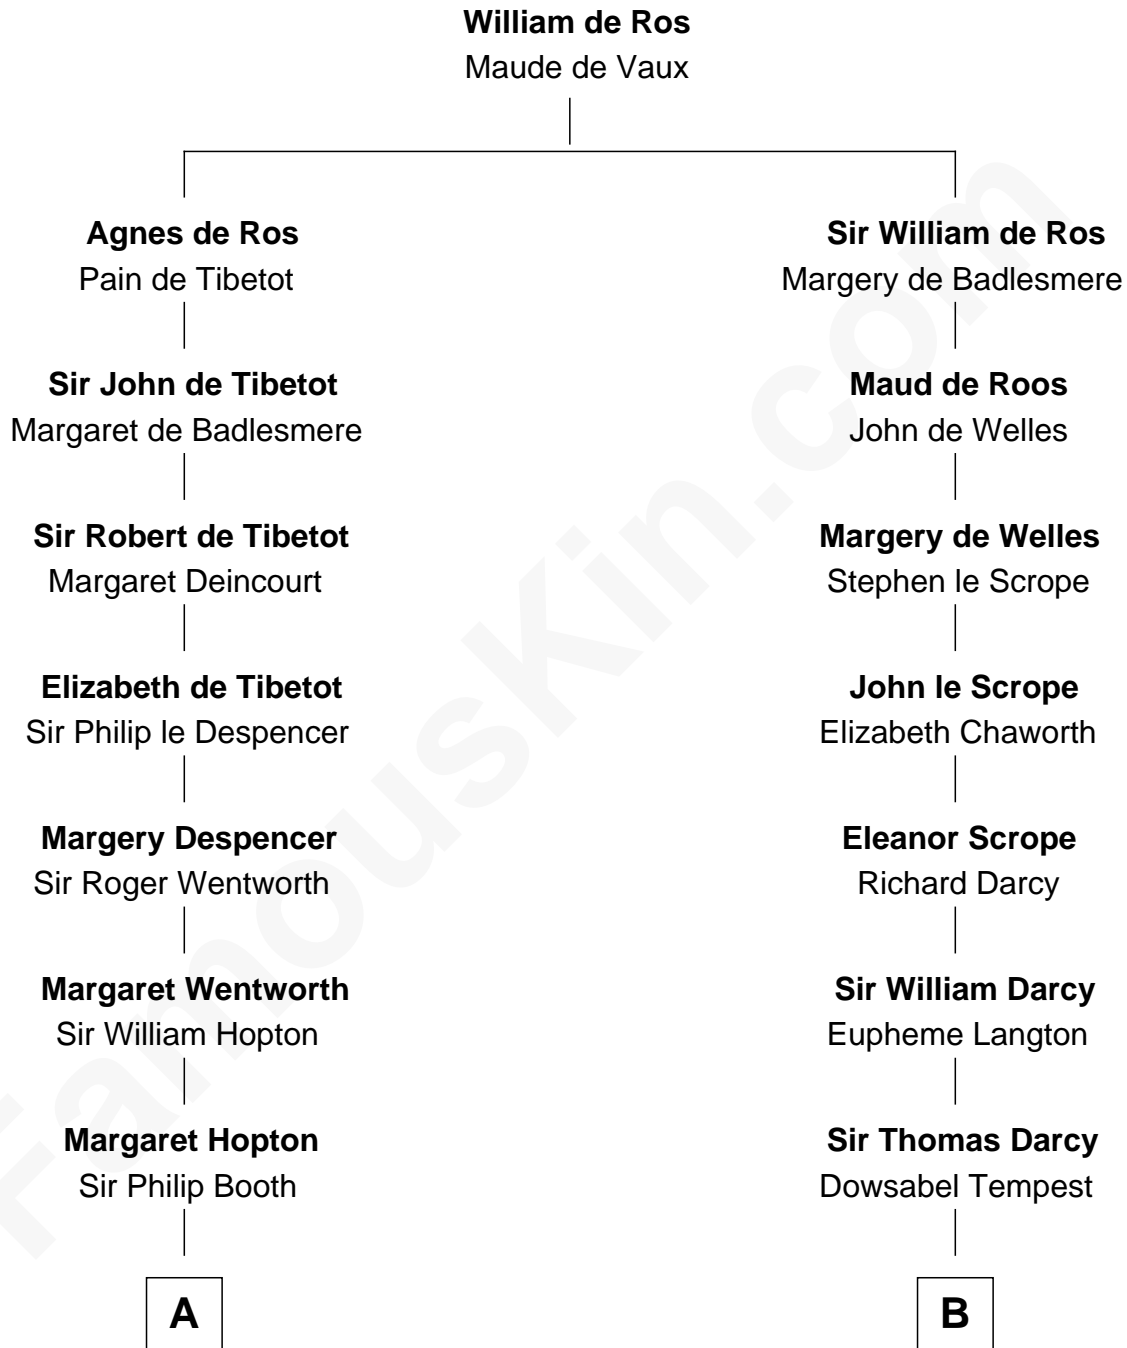 William de Ros
Maude de Vaux
Agnes de Ros
Pain de Tibetot
Sir William de Ros
Margery de Badlesmere
Sir John de Tibetot
Margaret de Badlesmere
Maud de Roos
John de Welles
Sir Robert de Tibetot
Margaret Deincourt
Margery de Welles
Stephen le Scrope
Elizabeth de Tibetot
Sir Philip le Despencer
John le Scrope
Elizabeth Chaworth
Margery Despencer
Sir Roger Wentworth
Eleanor Scrope
Richard Darcy
Margaret Wentworth
Sir William Hopton
Sir William Darcy
Eupheme Langton
Margaret Hopton
Sir Philip Booth
Sir Thomas Darcy
Dowsabel Tempest
A
B
FamousKin.com